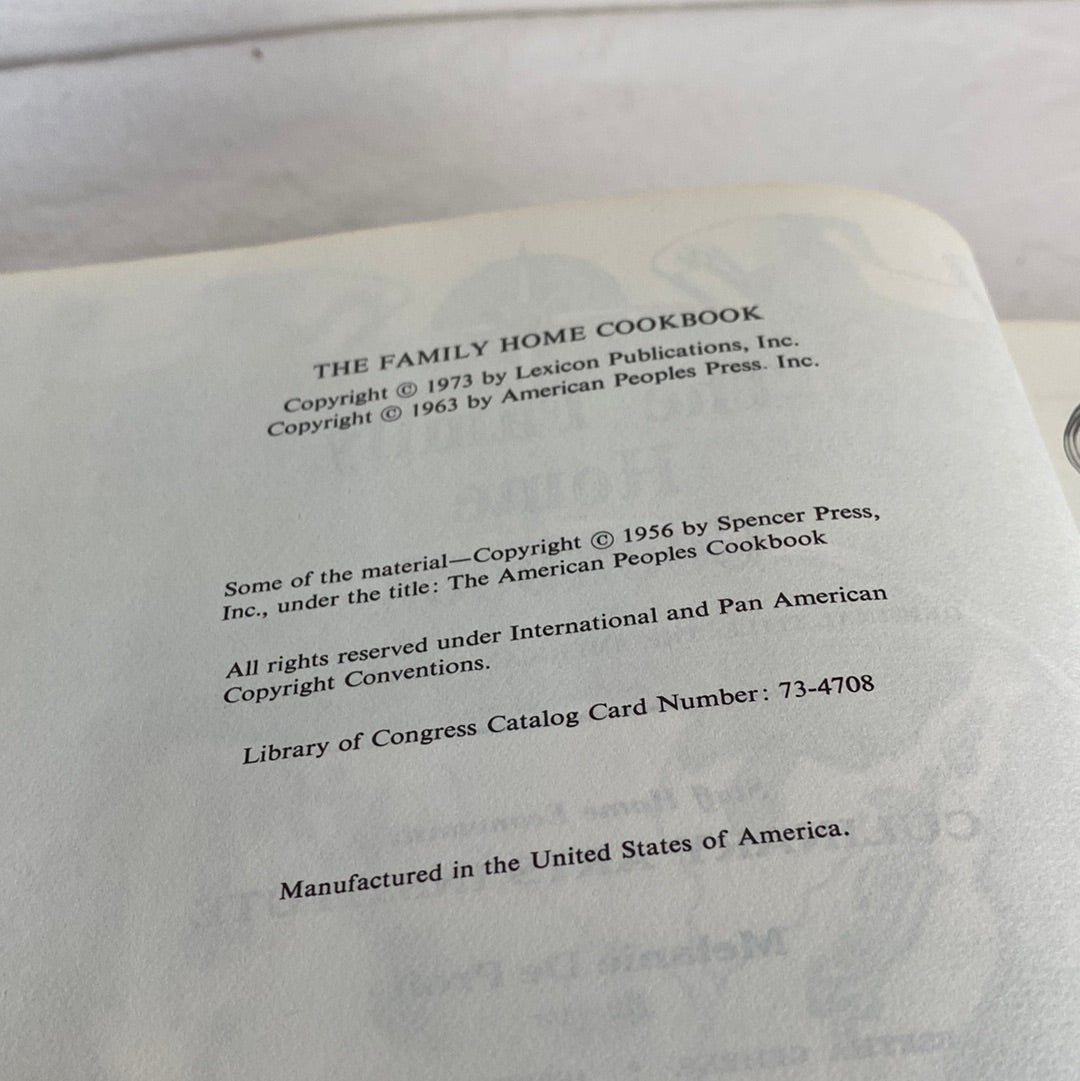 THE FAMILY HOME COOKBOOK
Copyright © 1973 by Lexicon Publications, Inc.
Copyright © 1963 by American Peoples Press. Inc.
Some of the material—Copyright © 1956 by Spencer Press,
Inc., under the title: The American Peoples Cookbook
All rights reserved under International and Pan American
Copyright Conventions.
Library of Congress Catalog Card Number: 73-4708
Manufactured in the United States of America.